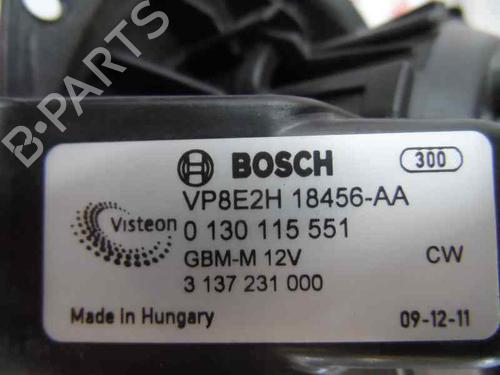 B-PARTS
BOSCH 300
VP8E2H 18456-AA
Visteon 0 130 115 551
GBM-M 12V CW
3 137 231 000
Made in Hungary 09-12-11